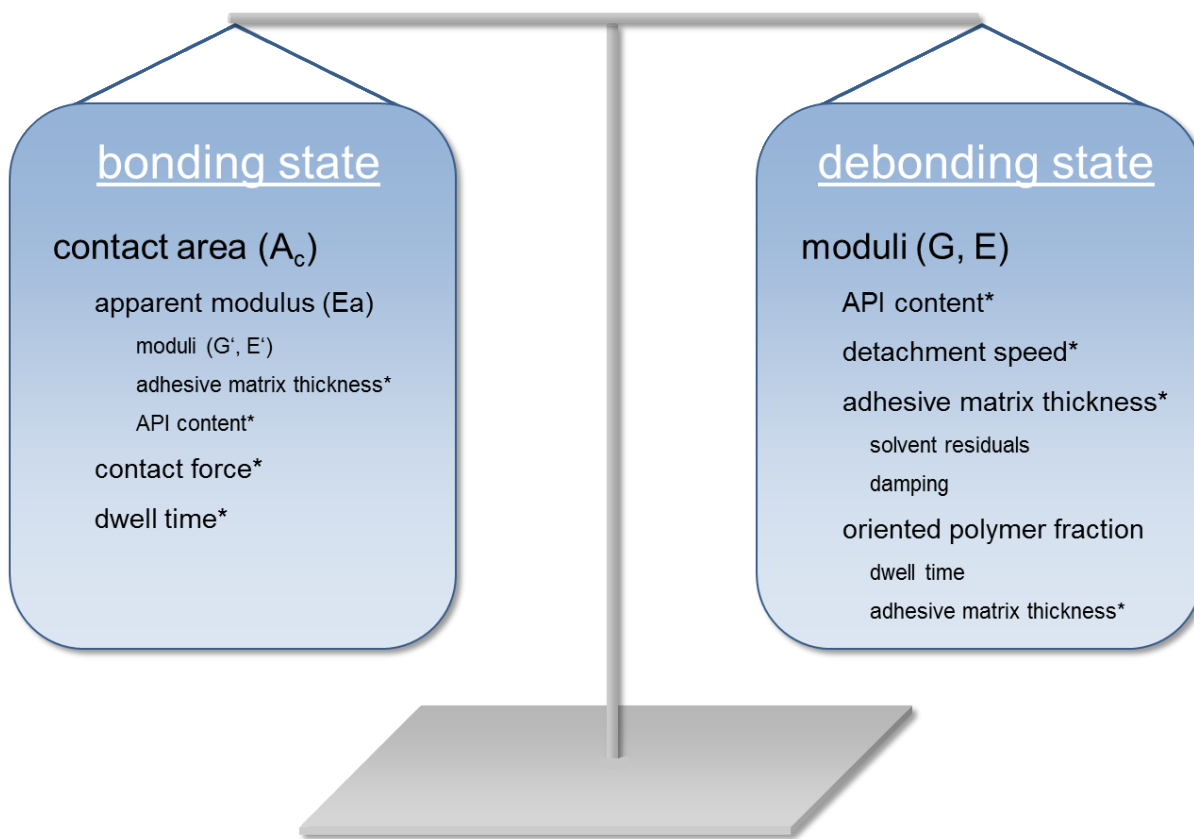 bonding state
contact area (Ac)
apparent modulus (Ea)
moduli (G‘, E‘)
adhesive matrix thickness*
API content*
contact force*
dwell time*
debonding state
moduli (G, E)
API content*
detachment speed*
adhesive matrix thickness*
solvent residuals
damping
oriented polymer fraction
dwell time
adhesive matrix thickness*